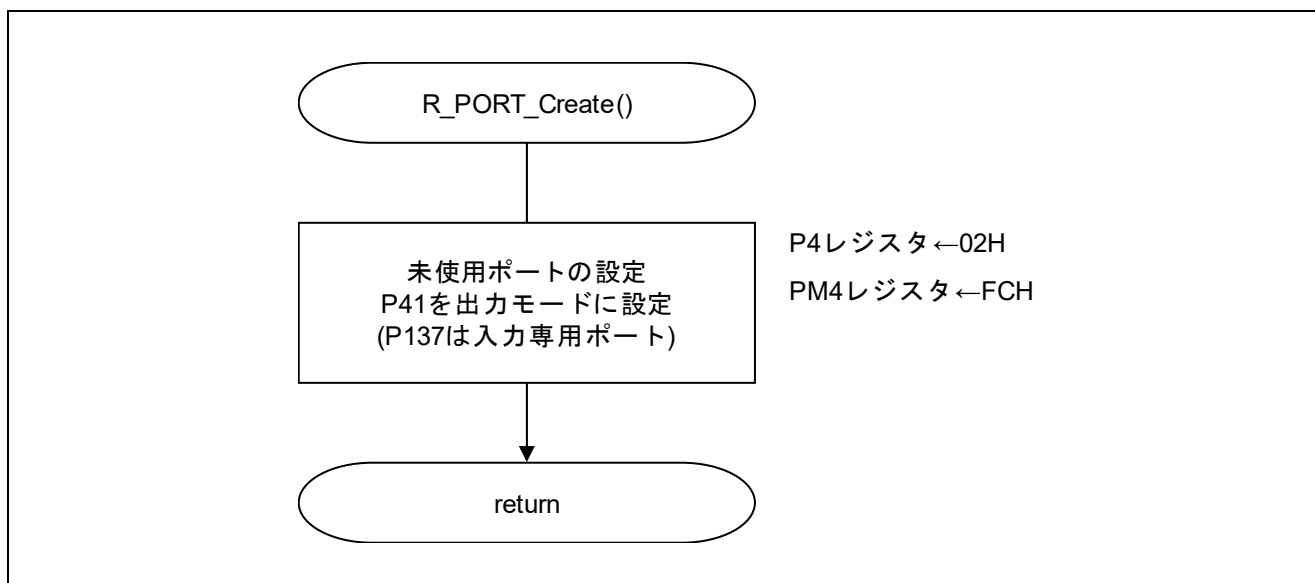 R_PORT_Create()
未使用ポートの設定
P41を出力モードに設定
(P137は入力専用ポート)
P4レジスタ←02H
PM4レジスタ←FCH
return